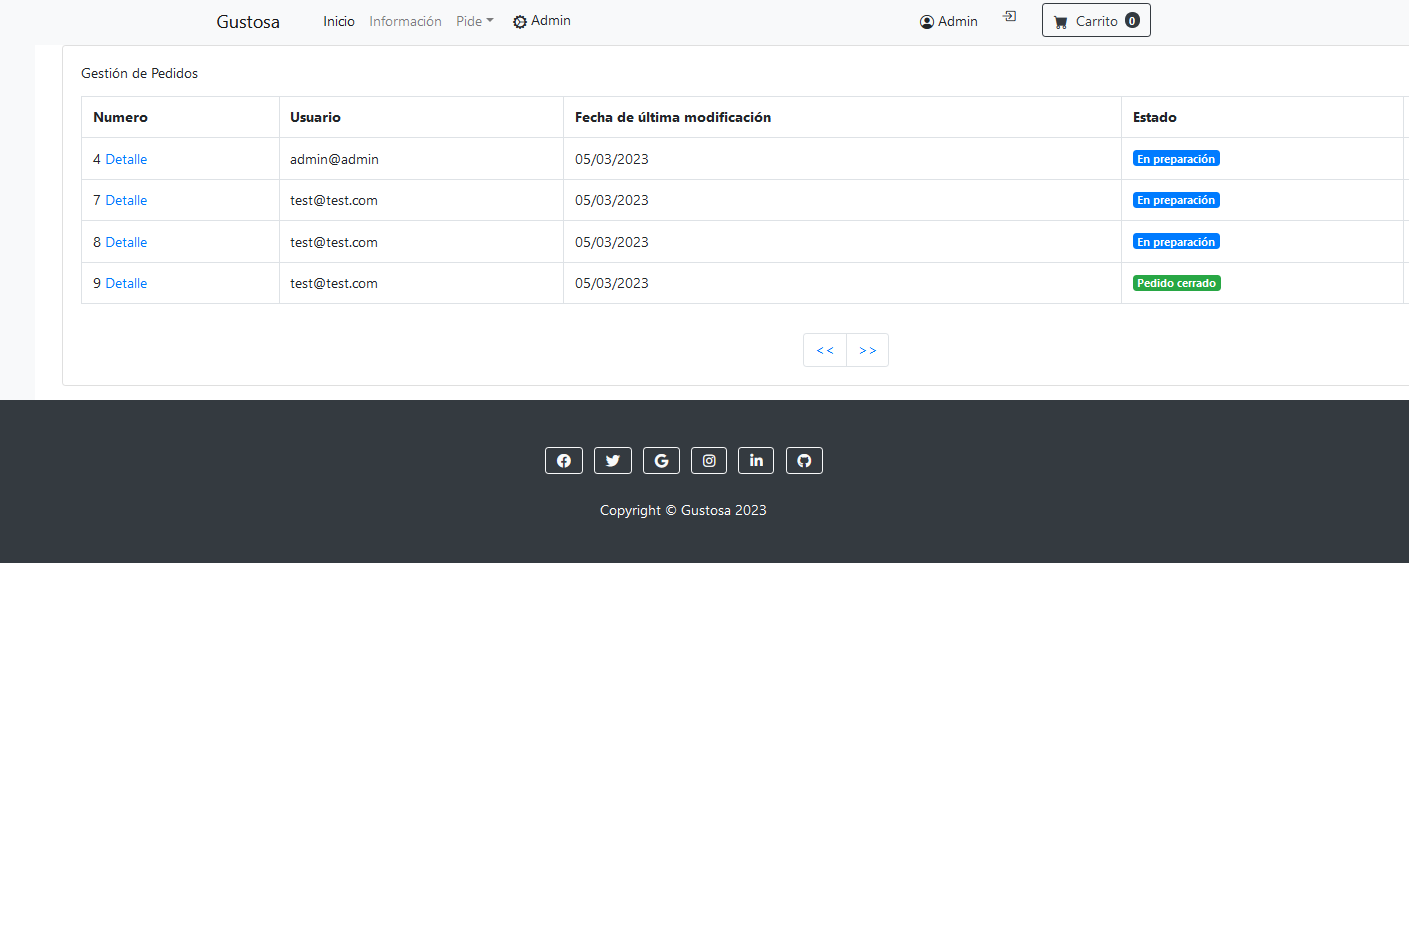 Gustosa Inicio Información Pide Admin Admin Carrito 0
Gestión de Pedidos
Numero Usuario Fecha de última modificación Estado
4 Detalle admin@admin 05/03/2023 En preparación
7 Detalle test@test.com 05/03/2023 En preparación
8 Detalle test@test.com 05/03/2023 En preparación
9 Detalle test@test.com 05/03/2023 Pedido cerrado
<< >>
Copyright © Gustosa 2023